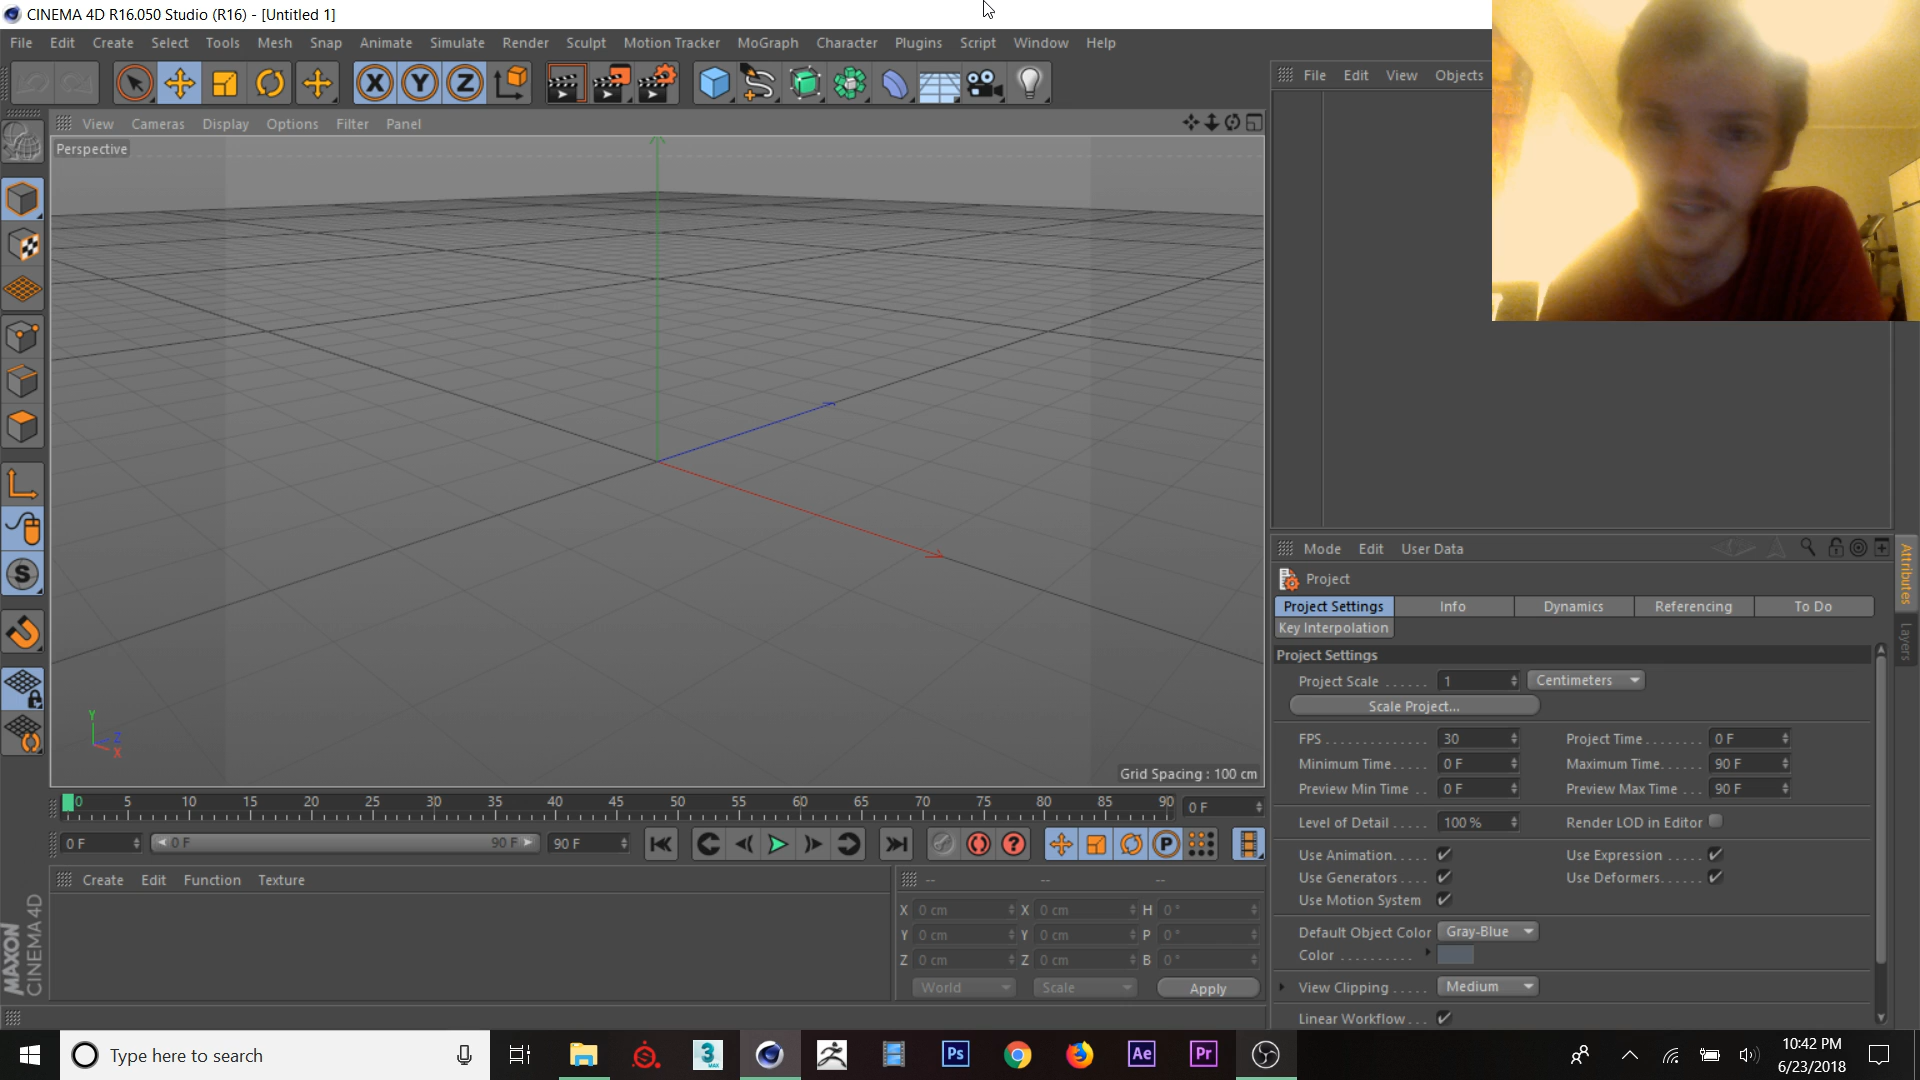 CINEMA 4D R16.050 Studio (R16) - [Untitled 1]
File Edit Create Select Tools Mesh Snap Animate Simulate Render Sculpt Motion Tracker MoGraph Character Plugins Script Window Help
X Y Z
File Edit View Objects
View Cameras Display Options Filter Panel
Perspective
Y
Z
X
Grid Spacing : 100 cm
S
Mode Edit User Data
Attributes
Layers
Project
Project Settings Info Dynamics Referencing To Do
Key Interpolation
Project Settings
Project Scale ...... 1 Centimeters
Scale Project...
FPS ............. 30 Project Time ....... 0 F
Minimum Time..... 0 F Maximum Time...... 90 F
Preview Min Time .. 0 F Preview Max Time ... 90 F
Level of Detail ..... 100 % Render LOD in Editor
Use Animation..... Use Expression .....
Use Generators .... Use Deformers......
Use Motion System
Default Object Color Gray-Blue
Color ..........
View Clipping ..... Medium
Linear Workflow...
0 5 10 15 20 25 30 35 40 45 50 55 60 65 70 75 80 85 90 0 F
0 F 0 F 90 F 90 F
? P
Create Edit Function Texture
-- -- --
X 0 cm X 0 cm H 0 °
Y 0 cm Y 0 cm P 0 °
Z 0 cm Z 0 cm B 0 °
World Scale Apply
MAXON
CINEMA 4D
Type here to search
3
MAX
Ps Ae Pr
10:42 PM
6/23/2018